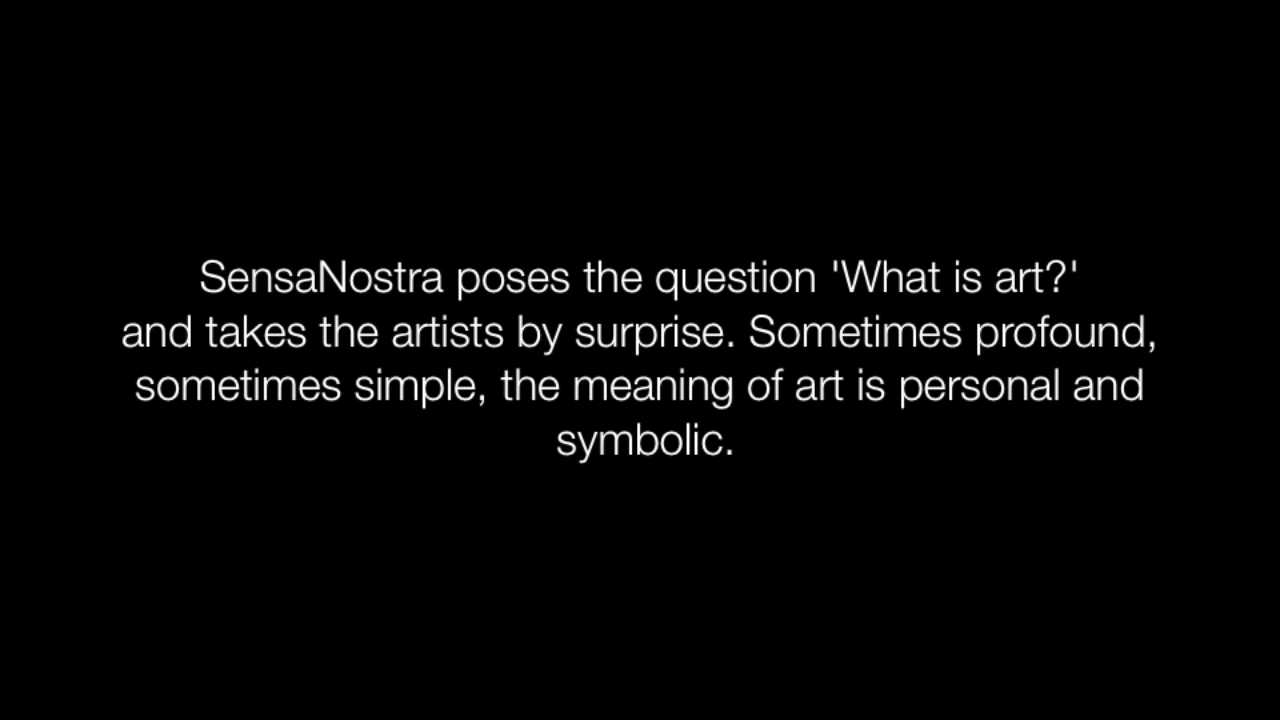 SensaNostra poses the question 'What is art?'
and takes the artists by surprise. Sometimes profound,
sometimes simple, the meaning of art is personal and
symbolic.